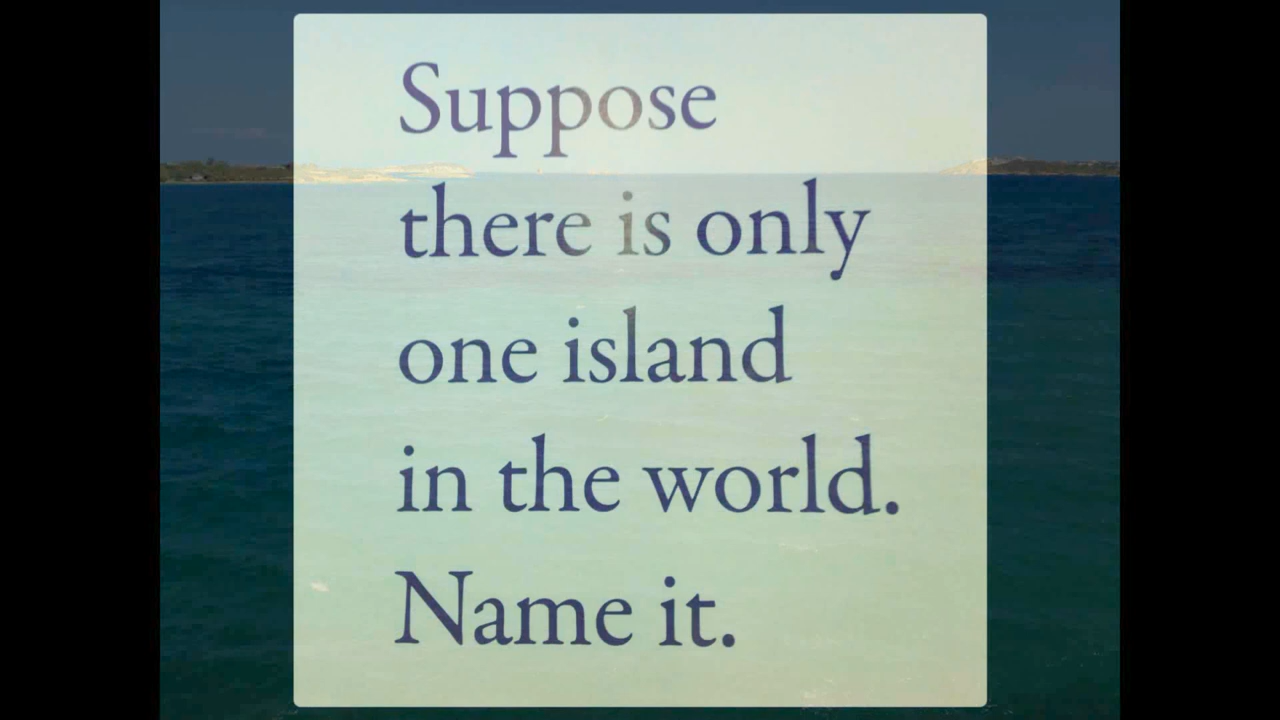 Suppose
there is only
one island
in the world.
Name it.